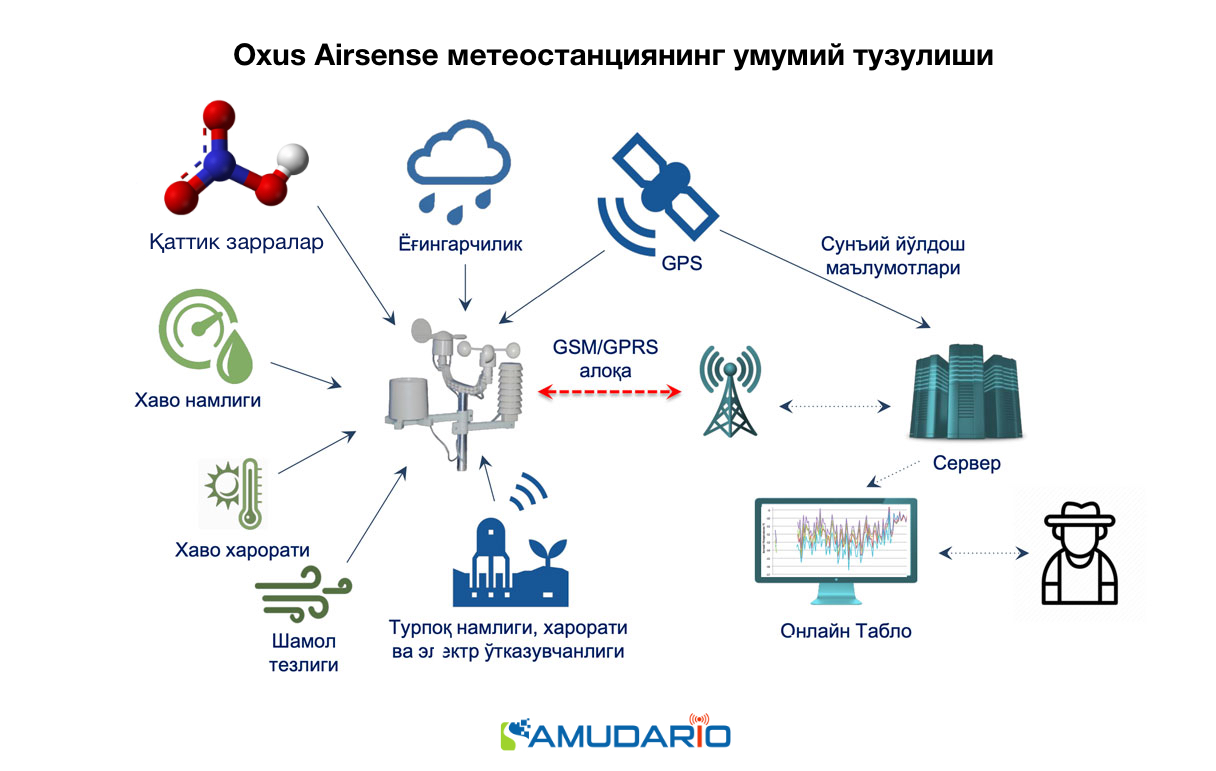 Oxus Airsense метеостанциянинг умумий тузулиши
Қаттик зарралар
Ёғингарчилик
GPS
Сунъий йўлдош
маълумотлари
Хаво намлиги
GSM/GPRS
алоқа
Сервер
Хаво харорати
Шамол
тезлиги
Турпоқ намлиги, харорати
ва электр ўтказувчанлиги
Онлайн Табло
AMUDARIO